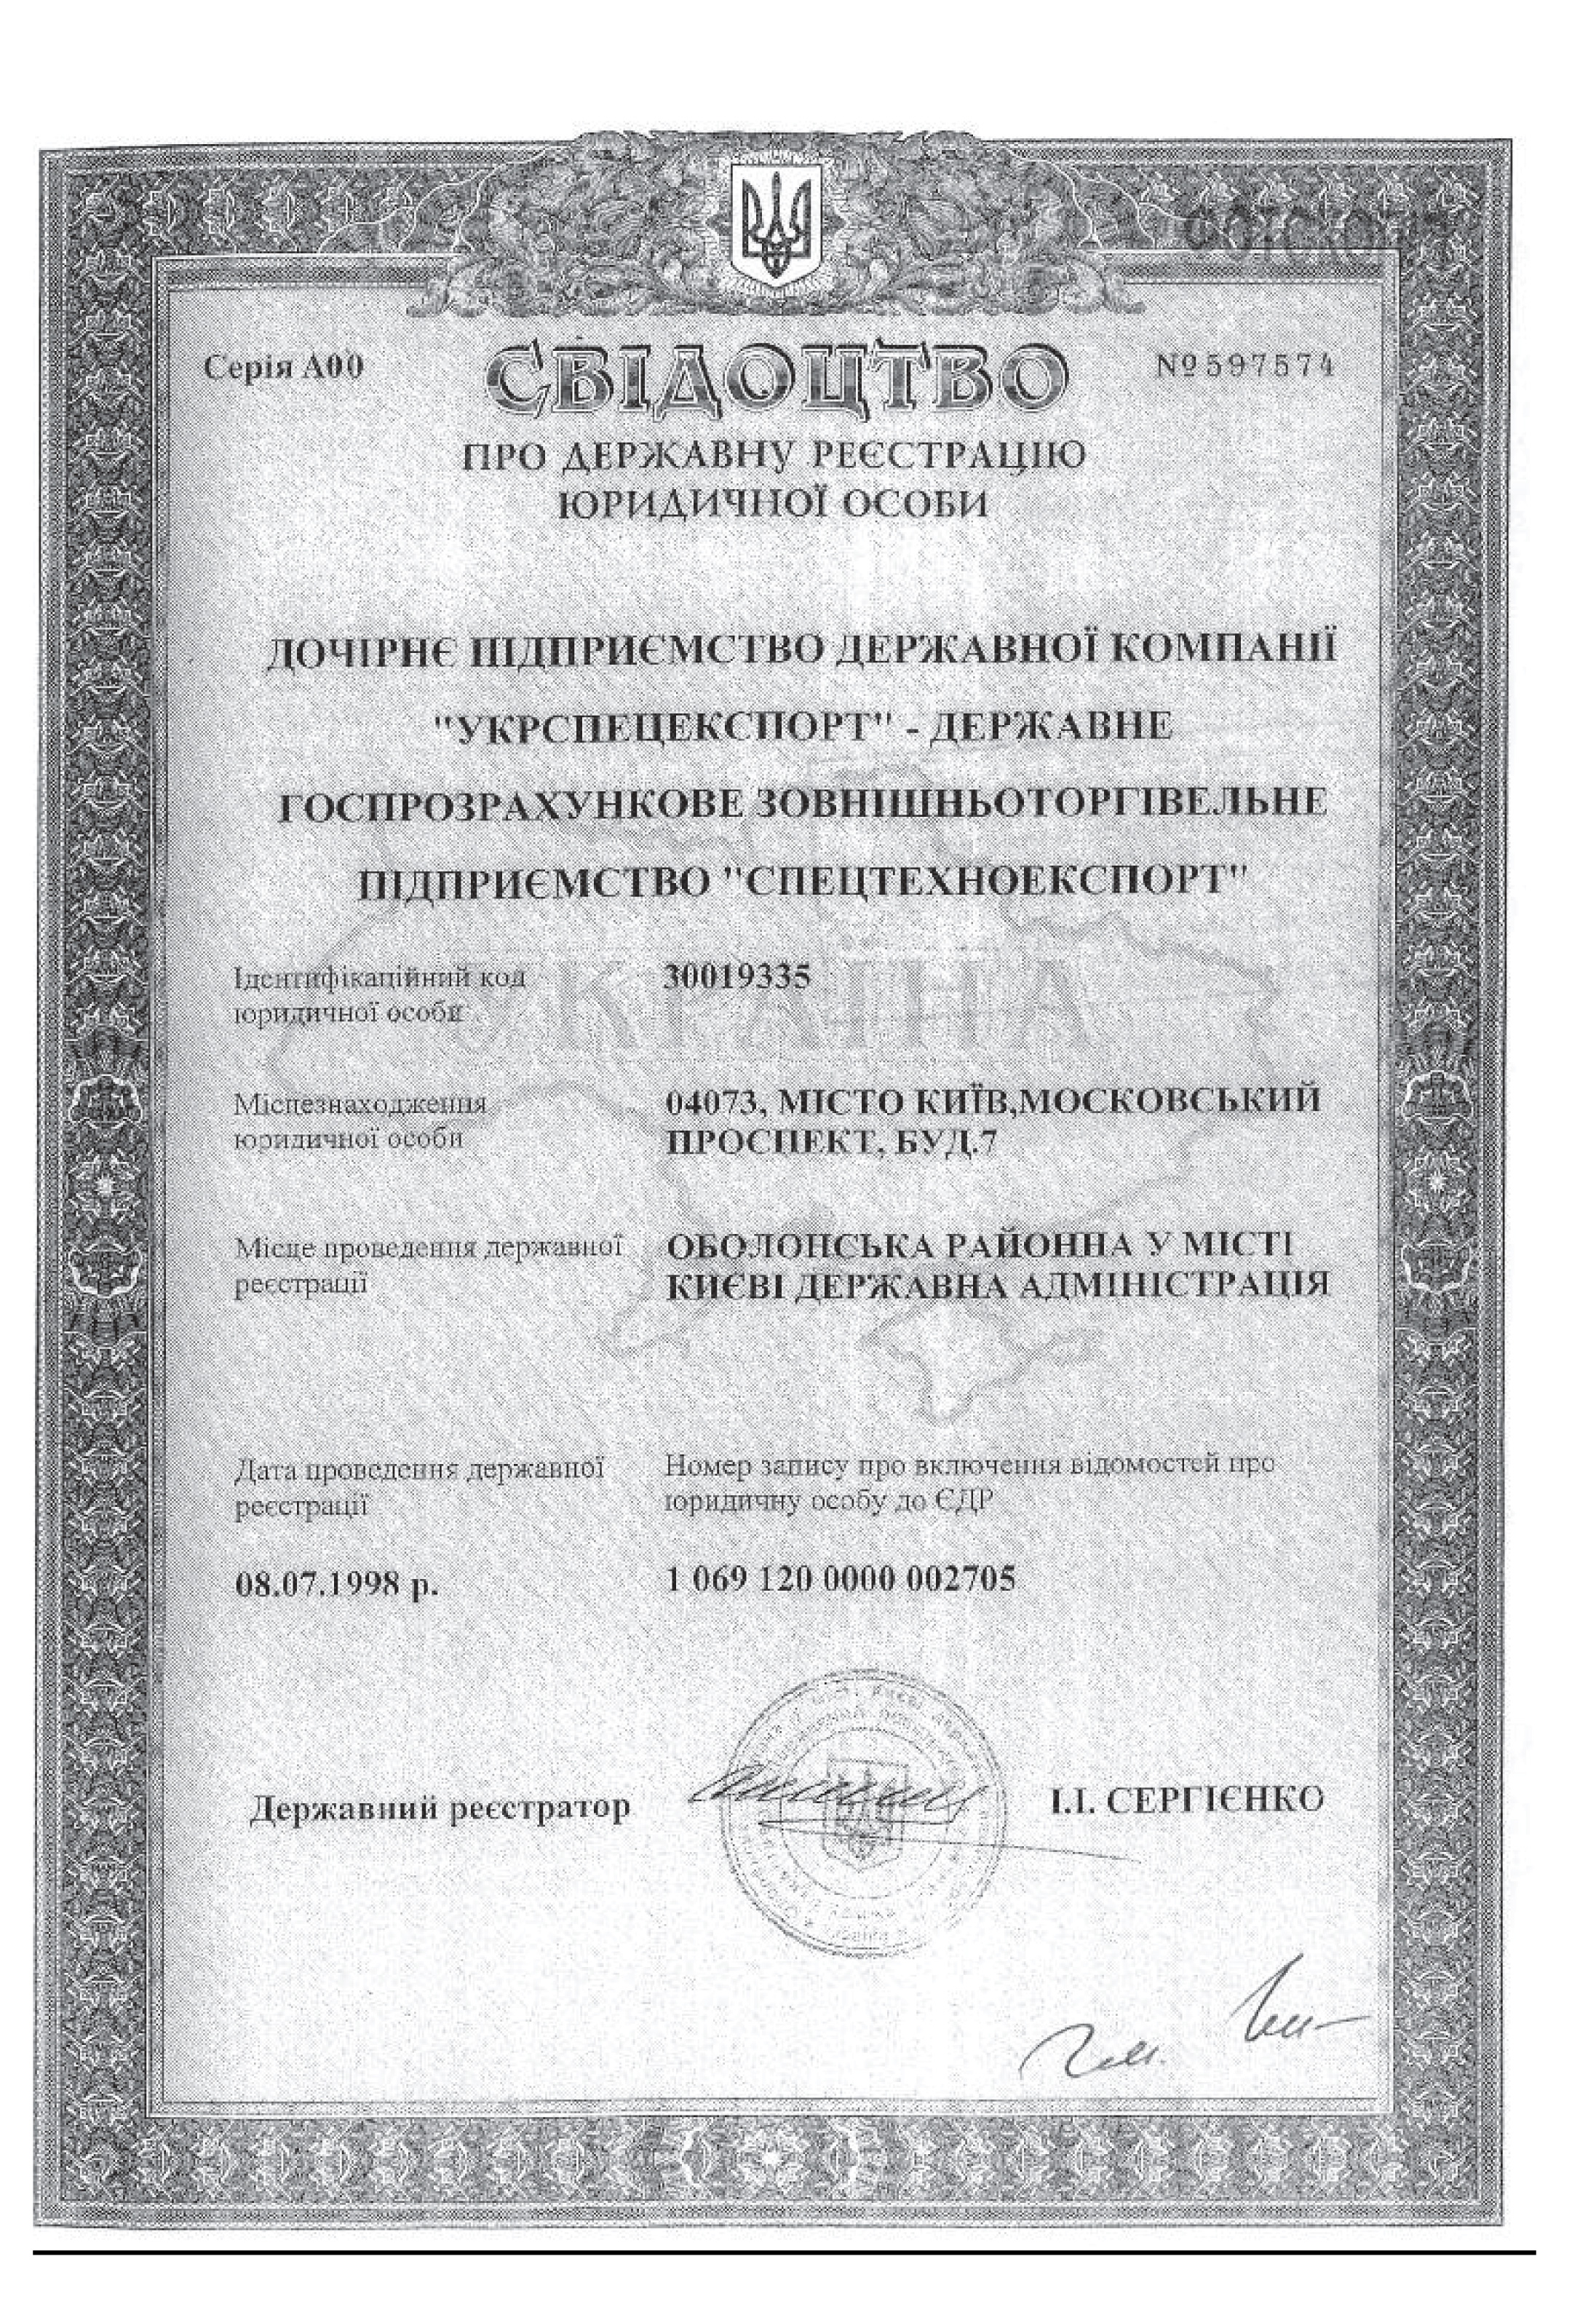 Серія А00
СВІДОЦТВО
№597574
ПРО ДЕРЖАВНУ РЕЄСТРАЦІЮ
ЮРИДИЧНОЇ ОСОБИ
ДОЧІРНЄ ПІДПРИЄМСТВО ДЕРЖАВНОЇ КОМПАНІЇ
"УКРСПЕЦЕКСПОРТ" - ДЕРЖАВНЕ
ГОСПРОЗРАХУНКОВЕ ЗОВНІШНЬОТОРГІВЕЛЬНЕ
ПІДПРИЄМСТВО "СПЕЦТЕХНОЕКСПОРТ"
УКРАЇНА
Ідентифікаційний код
юридичної особи
30019335
Місцезнаходження
юридичної особи
04073, МІСТО КИЇВ,МОСКОВСЬКИЙ
ПРОСПЕКТ, БУД.7
Місце проведення державної
реєстрації
ОБОЛОНСЬКА РАЙОННА У МІСТІ
КИЄВІ ДЕРЖАВНА АДМІНІСТРАЦІЯ
Дата проведення державної
реєстрації
Номер запису про включення відомостей про
юридичну особу до ЄДР
08.07.1998 р.
1 069 120 0000 002705
Державний реєстратор
І.І. СЕРГІЄНКО